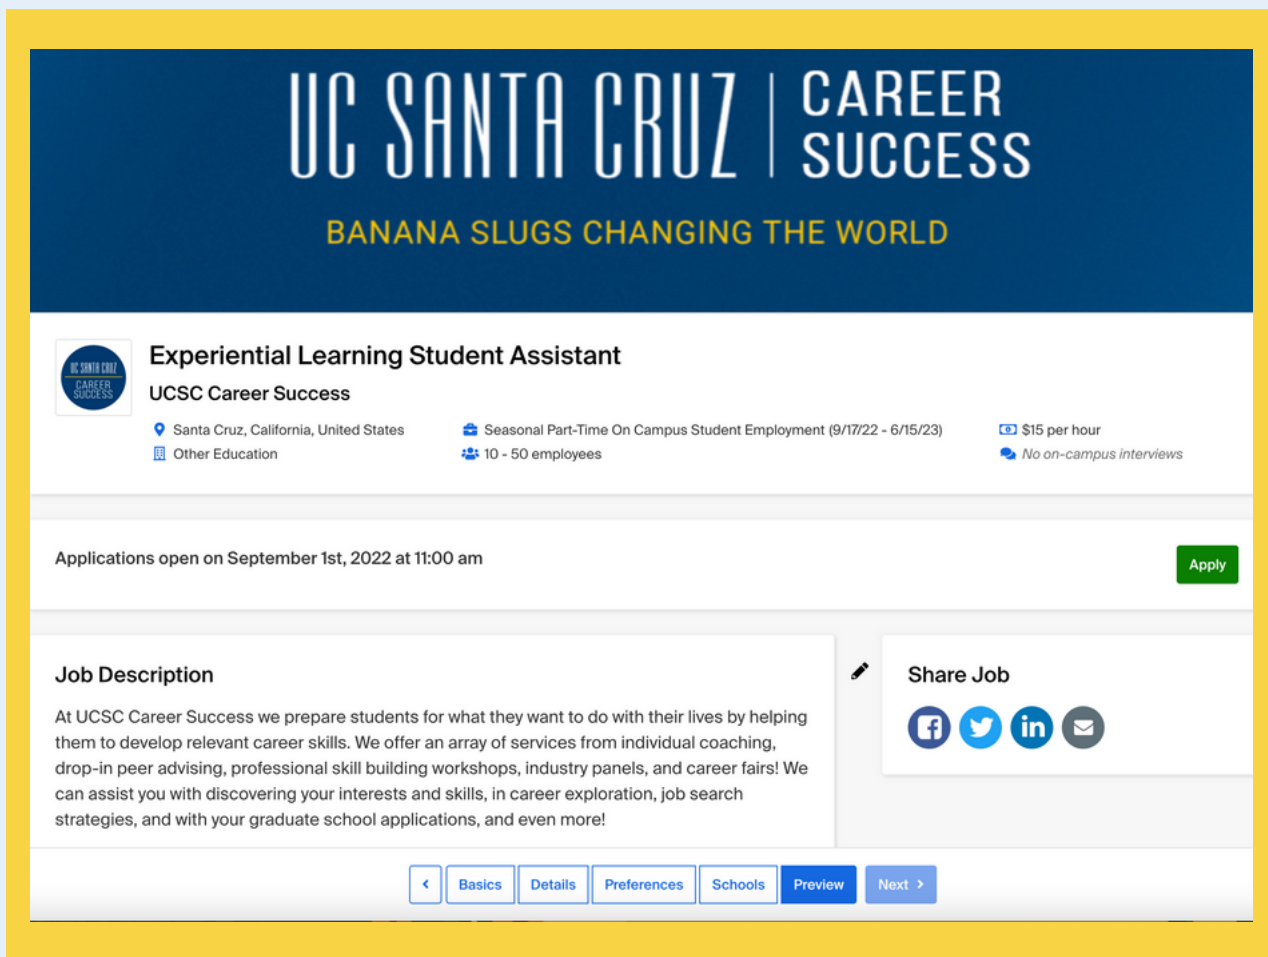 UC SANTA CRUZ
CAREER
SUCCESS
BANANA SLUGS CHANGING THE WORLD
UC SANTA CRUZ
CAREER
SUCCESS
Experiential Learning Student Assistant
UCSC Career Success
Santa Cruz, California, United States
Seasonal Part-Time On Campus Student Employment (9/17/22 - 6/15/23)
$15 per hour
Other Education
10 - 50 employees
No on-campus interviews
Applications open on September 1st, 2022 at 11:00 am
Apply
Job Description
At UCSC Career Success we prepare students for what they want to do with their lives by helping
them to develop relevant career skills. We offer an array of services from individual coaching,
drop-in peer advising, professional skill building workshops, industry panels, and career fairs! We
can assist you with discovering your interests and skills, in career exploration, job search
strategies, and with your graduate school applications, and even more!
Share Job
Basics
Details
Preferences
Schools
Preview
Next >